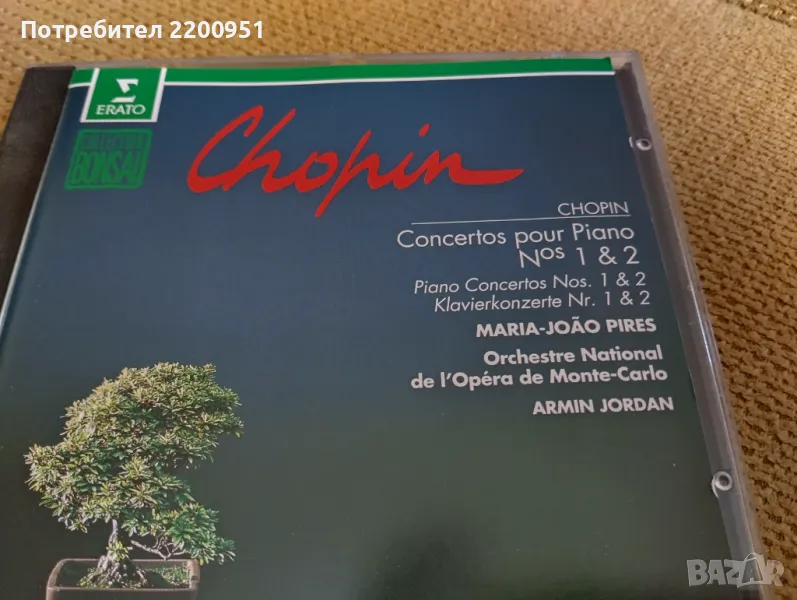 Потребител 2200951
ERATO
BONSAI
Chopin
CHOPIN
Concertos pour Piano
Nos 1 & 2
Piano Concertos Nos. 1 & 2
Klavierkonzerte Nr. 1 & 2
MARIA-JOÃO PIRES
Orchestre National
de l'Opéra de Monte-Carlo
ARMIN JORDAN
BAZAR